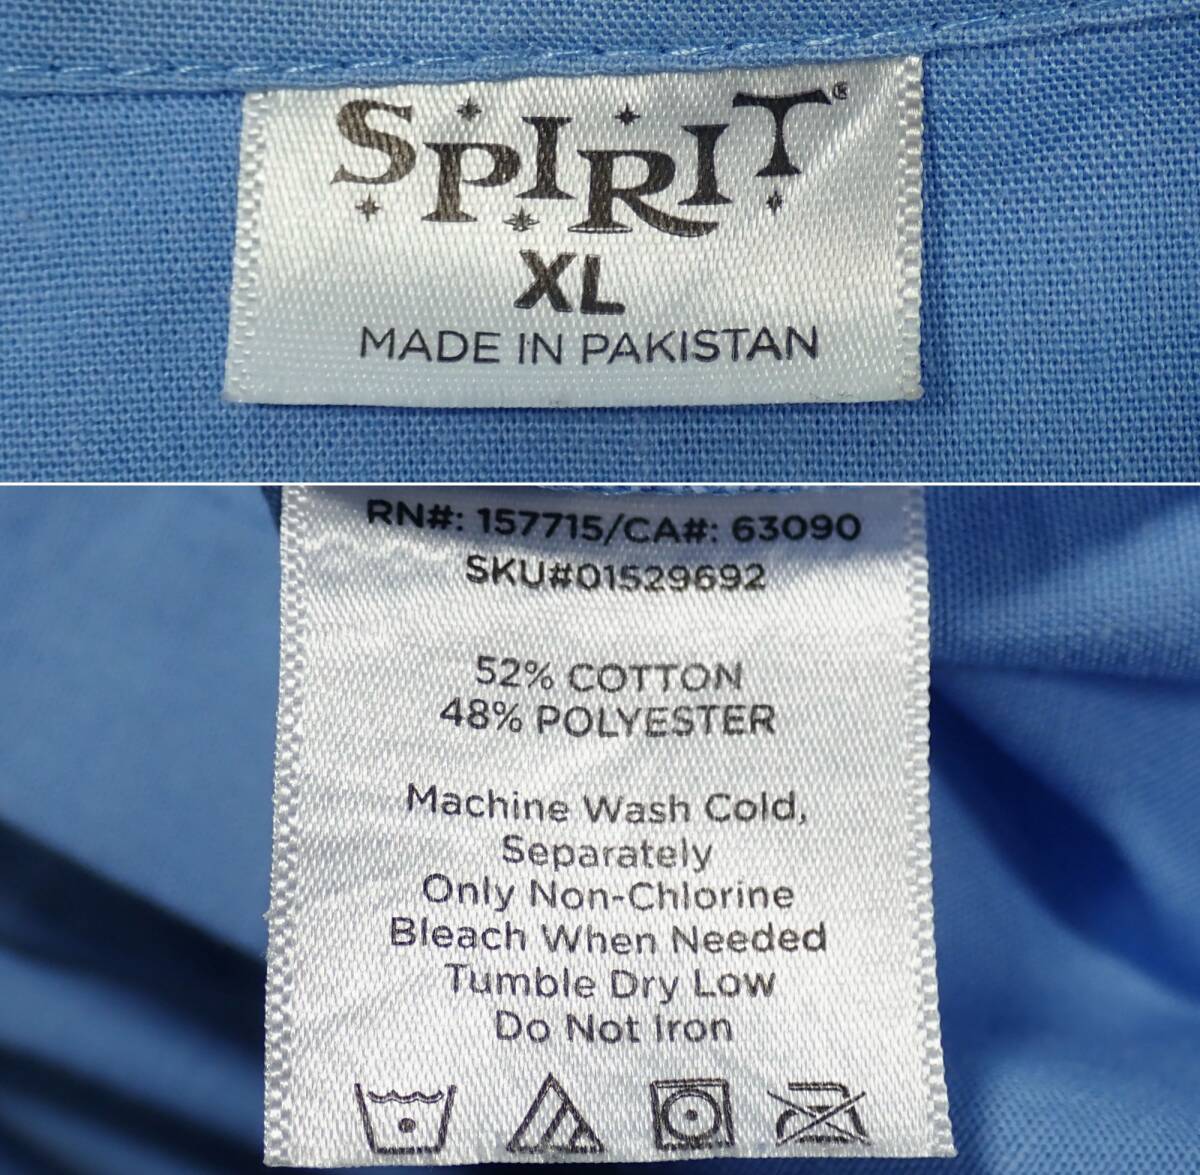 SPIRIT®
XL
MADE IN PAKISTAN
RN#: 157715/CA#: 63090
SKU#01529692
52% COTTON
48% POLYESTER
Machine Wash Cold,
Separately
Only Non-Chlorine
Bleach When Needed
Tumble Dry Low
Do Not Iron